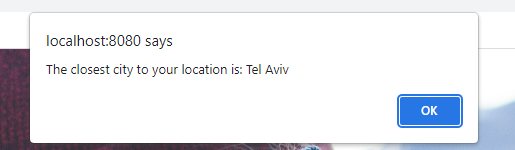 localhost:8080 says
The closest city to your location is: Tel Aviv
OK